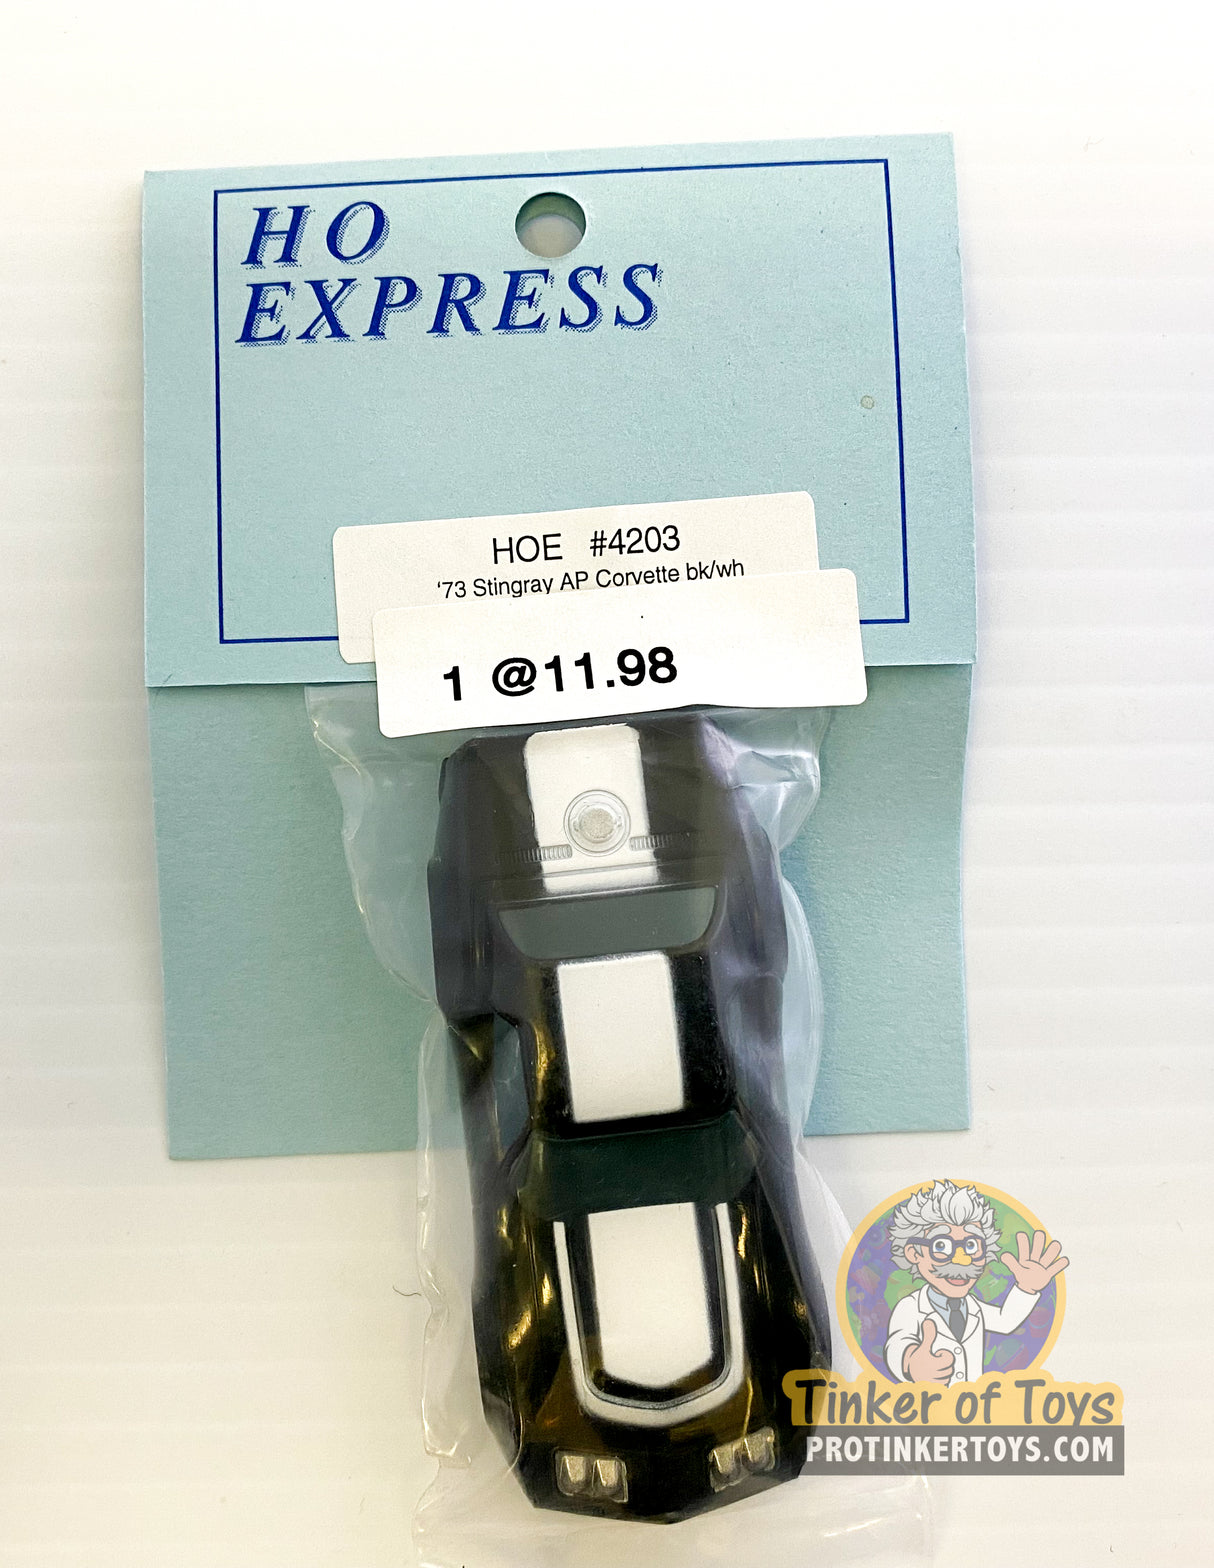 HO
EXPRESS
HOE #4203
‘73 Stingray AP Corvette bk/wh
1 @11.98
Tinker of Toys
PROTINKERTOYS.COM